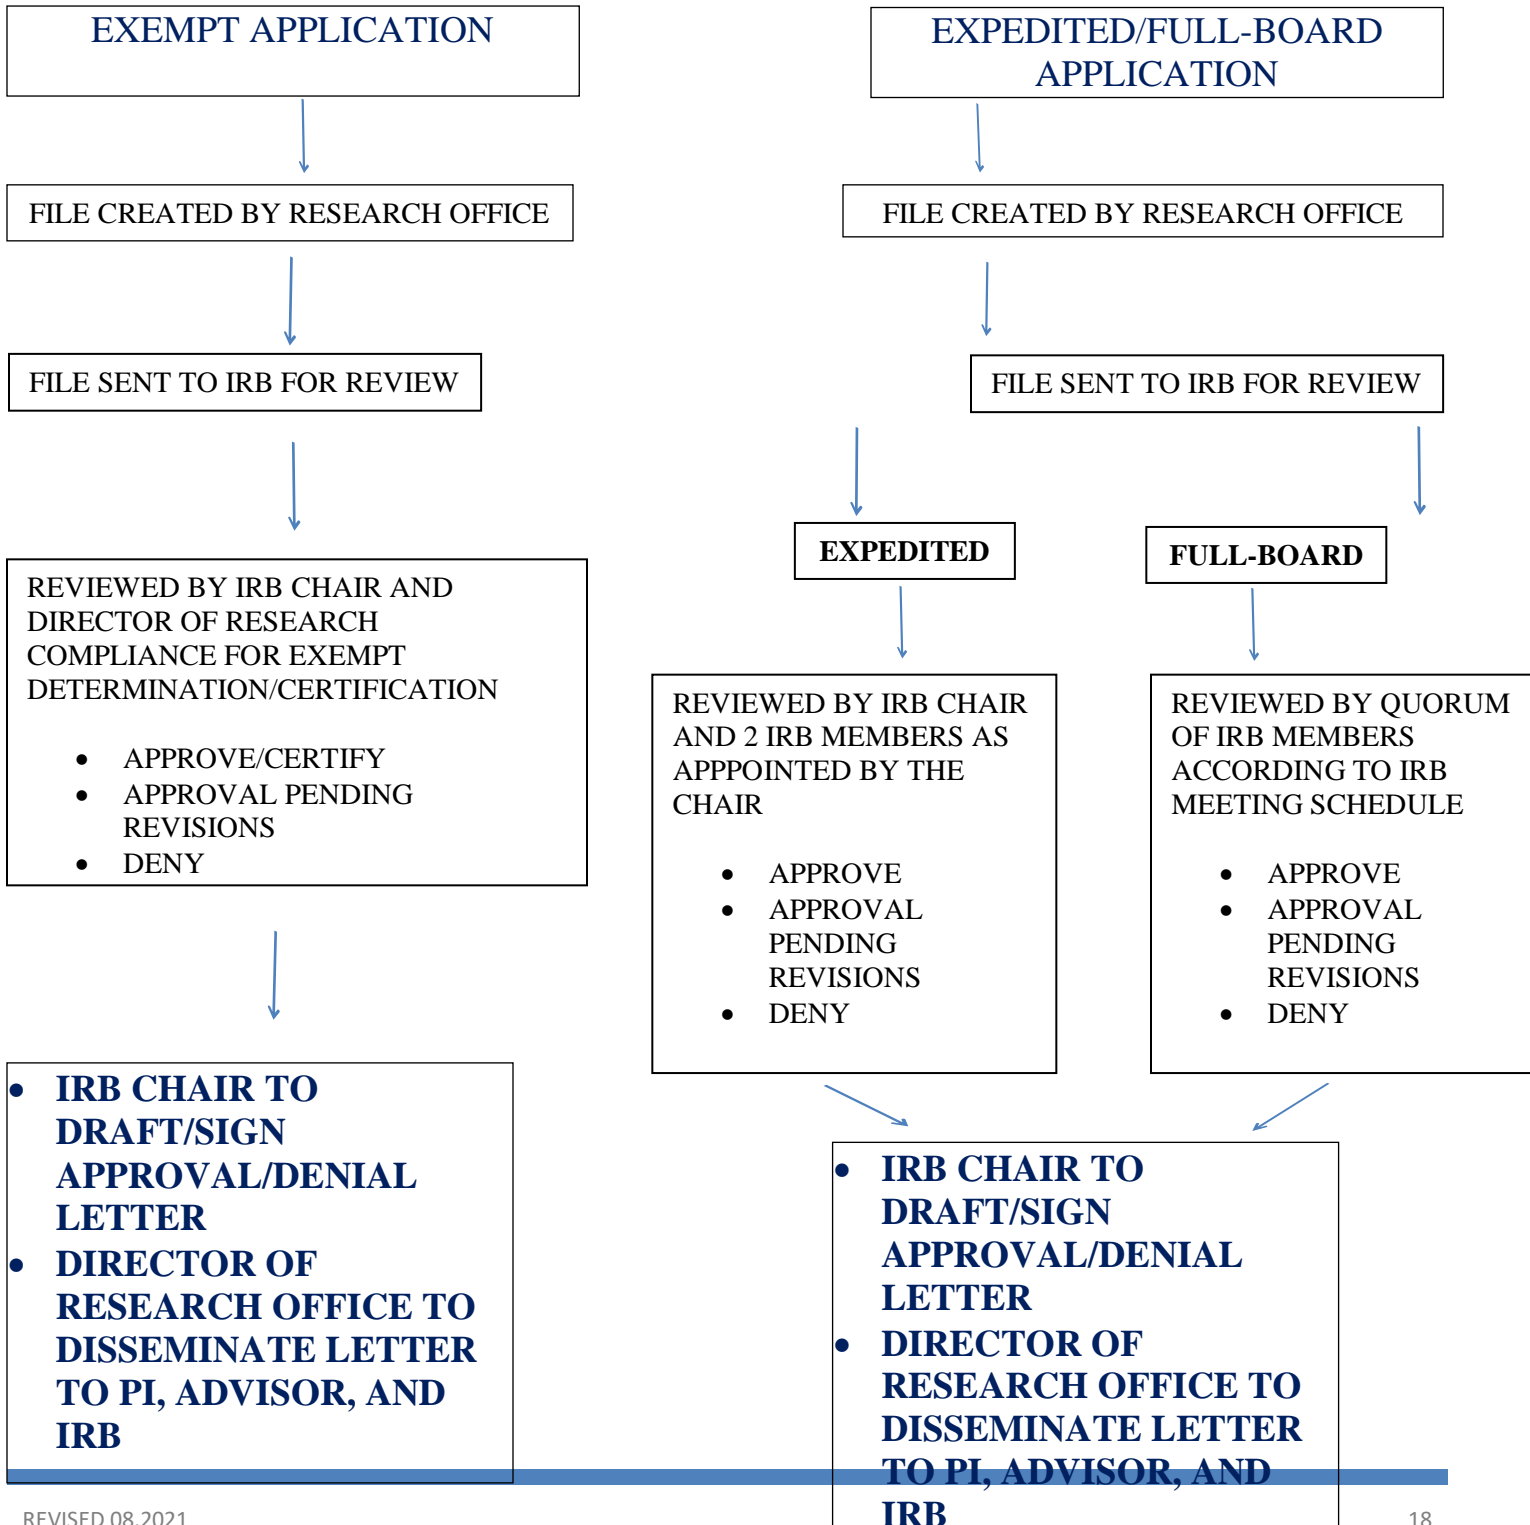 EXEMPT APPLICATION
FILE CREATED BY RESEARCH OFFICE
FILE SENT TO IRB FOR REVIEW
REVIEWED BY IRB CHAIR AND
DIRECTOR OF RESEARCH
COMPLIANCE FOR EXEMPT
DETERMINATION/CERTIFICATION
• APPROVE/CERTIFY
• APPROVAL PENDING
REVISIONS
• DENY
• IRB CHAIR TO
DRAFT/SIGN
APPROVAL/DENIAL
LETTER
• DIRECTOR OF
RESEARCH OFFICE TO
DISSEMINATE LETTER
TO PI, ADVISOR, AND
IRB
EXPEDITED/FULL-BOARD
APPLICATION
FILE CREATED BY RESEARCH OFFICE
FILE SENT TO IRB FOR REVIEW
EXPEDITED
REVIEWED BY IRB CHAIR
AND 2 IRB MEMBERS AS
APPPOINTED BY THE
CHAIR
• APPROVE
• APPROVAL
PENDING
REVISIONS
• DENY
FULL-BOARD
REVIEWED BY QUORUM
OF IRB MEMBERS
ACCORDING TO IRB
MEETING SCHEDULE
• APPROVE
• APPROVAL
PENDING
REVISIONS
• DENY
• IRB CHAIR TO
DRAFT/SIGN
APPROVAL/DENIAL
LETTER
• DIRECTOR OF
RESEARCH OFFICE TO
DISSEMINATE LETTER
TO PI, ADVISOR, AND
IRB
REVISED 08.2021
18